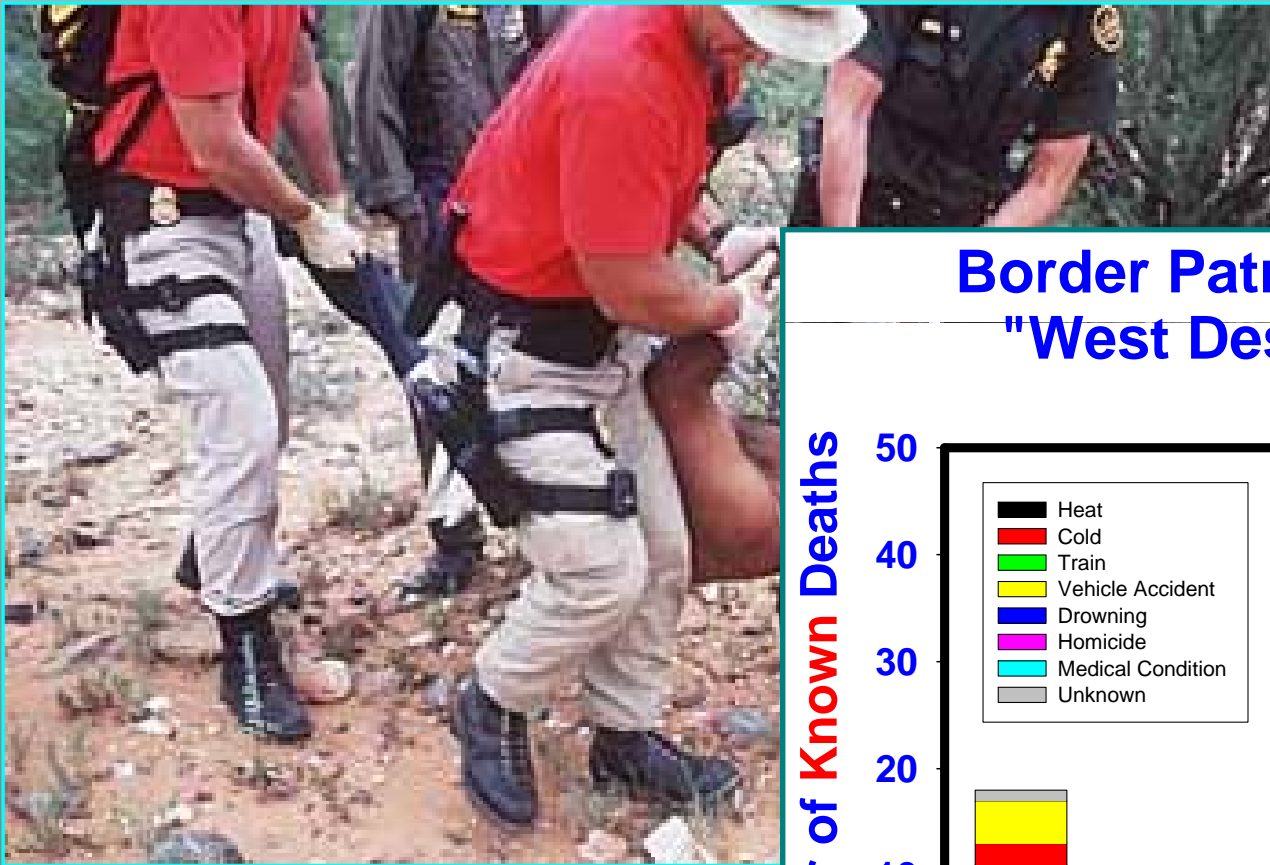 Border Patr
"West Des
of Known Deaths
50
40
30
20
10
Heat
Cold
Train
Vehicle Accident
Drowning
Homicide
Medical Condition
Unknown